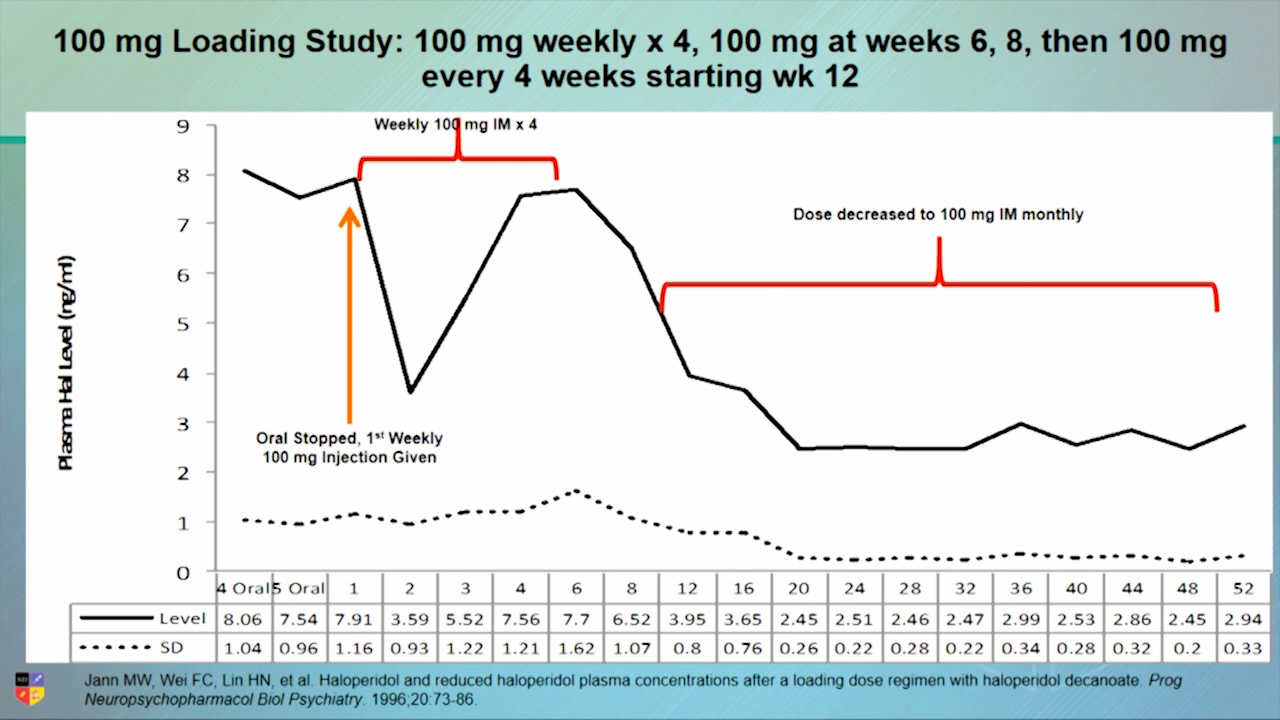 100 mg Loading Study: 100 mg weekly x 4, 100 mg at weeks 6, 8, then 100 mg
every 4 weeks starting wk 12
Weekly 100 mg IM x 4
Dose decreased to 100 mg IM monthly
Oral Stopped, 1st Weekly
100 mg Injection Given
Plasma Hal Level (ng/ml)
9
8
7
6
5
4
3
2
1
0
4 Oral 5 Oral 1 2 3 4 6 8 12 16 20 24 28 32 36 40 44 48 52
Level 8.06 7.54 7.91 3.59 5.52 7.56 7.7 6.52 3.95 3.65 2.45 2.51 2.46 2.47 2.99 2.53 2.86 2.45 2.94
SD 1.04 0.96 1.16 0.93 1.22 1.21 1.62 1.07 0.8 0.76 0.26 0.22 0.28 0.22 0.34 0.28 0.32 0.2 0.33
NEI
Jann MW, Wei FC, Lin HN, et al. Haloperidol and reduced haloperidol plasma concentrations after a loading dose regimen with haloperidol decanoate. Prog
Neuropsychopharmacol Biol Psychiatry. 1996;20:73-86.